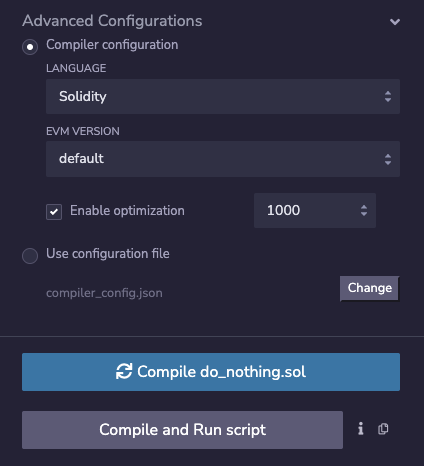 Advanced Configurations
Compiler configuration
LANGUAGE
Solidity
EVM VERSION
default
Enable optimization
1000
Use configuration file
compiler_config.json
Change
Compile do_nothing.sol
Compile and Run script